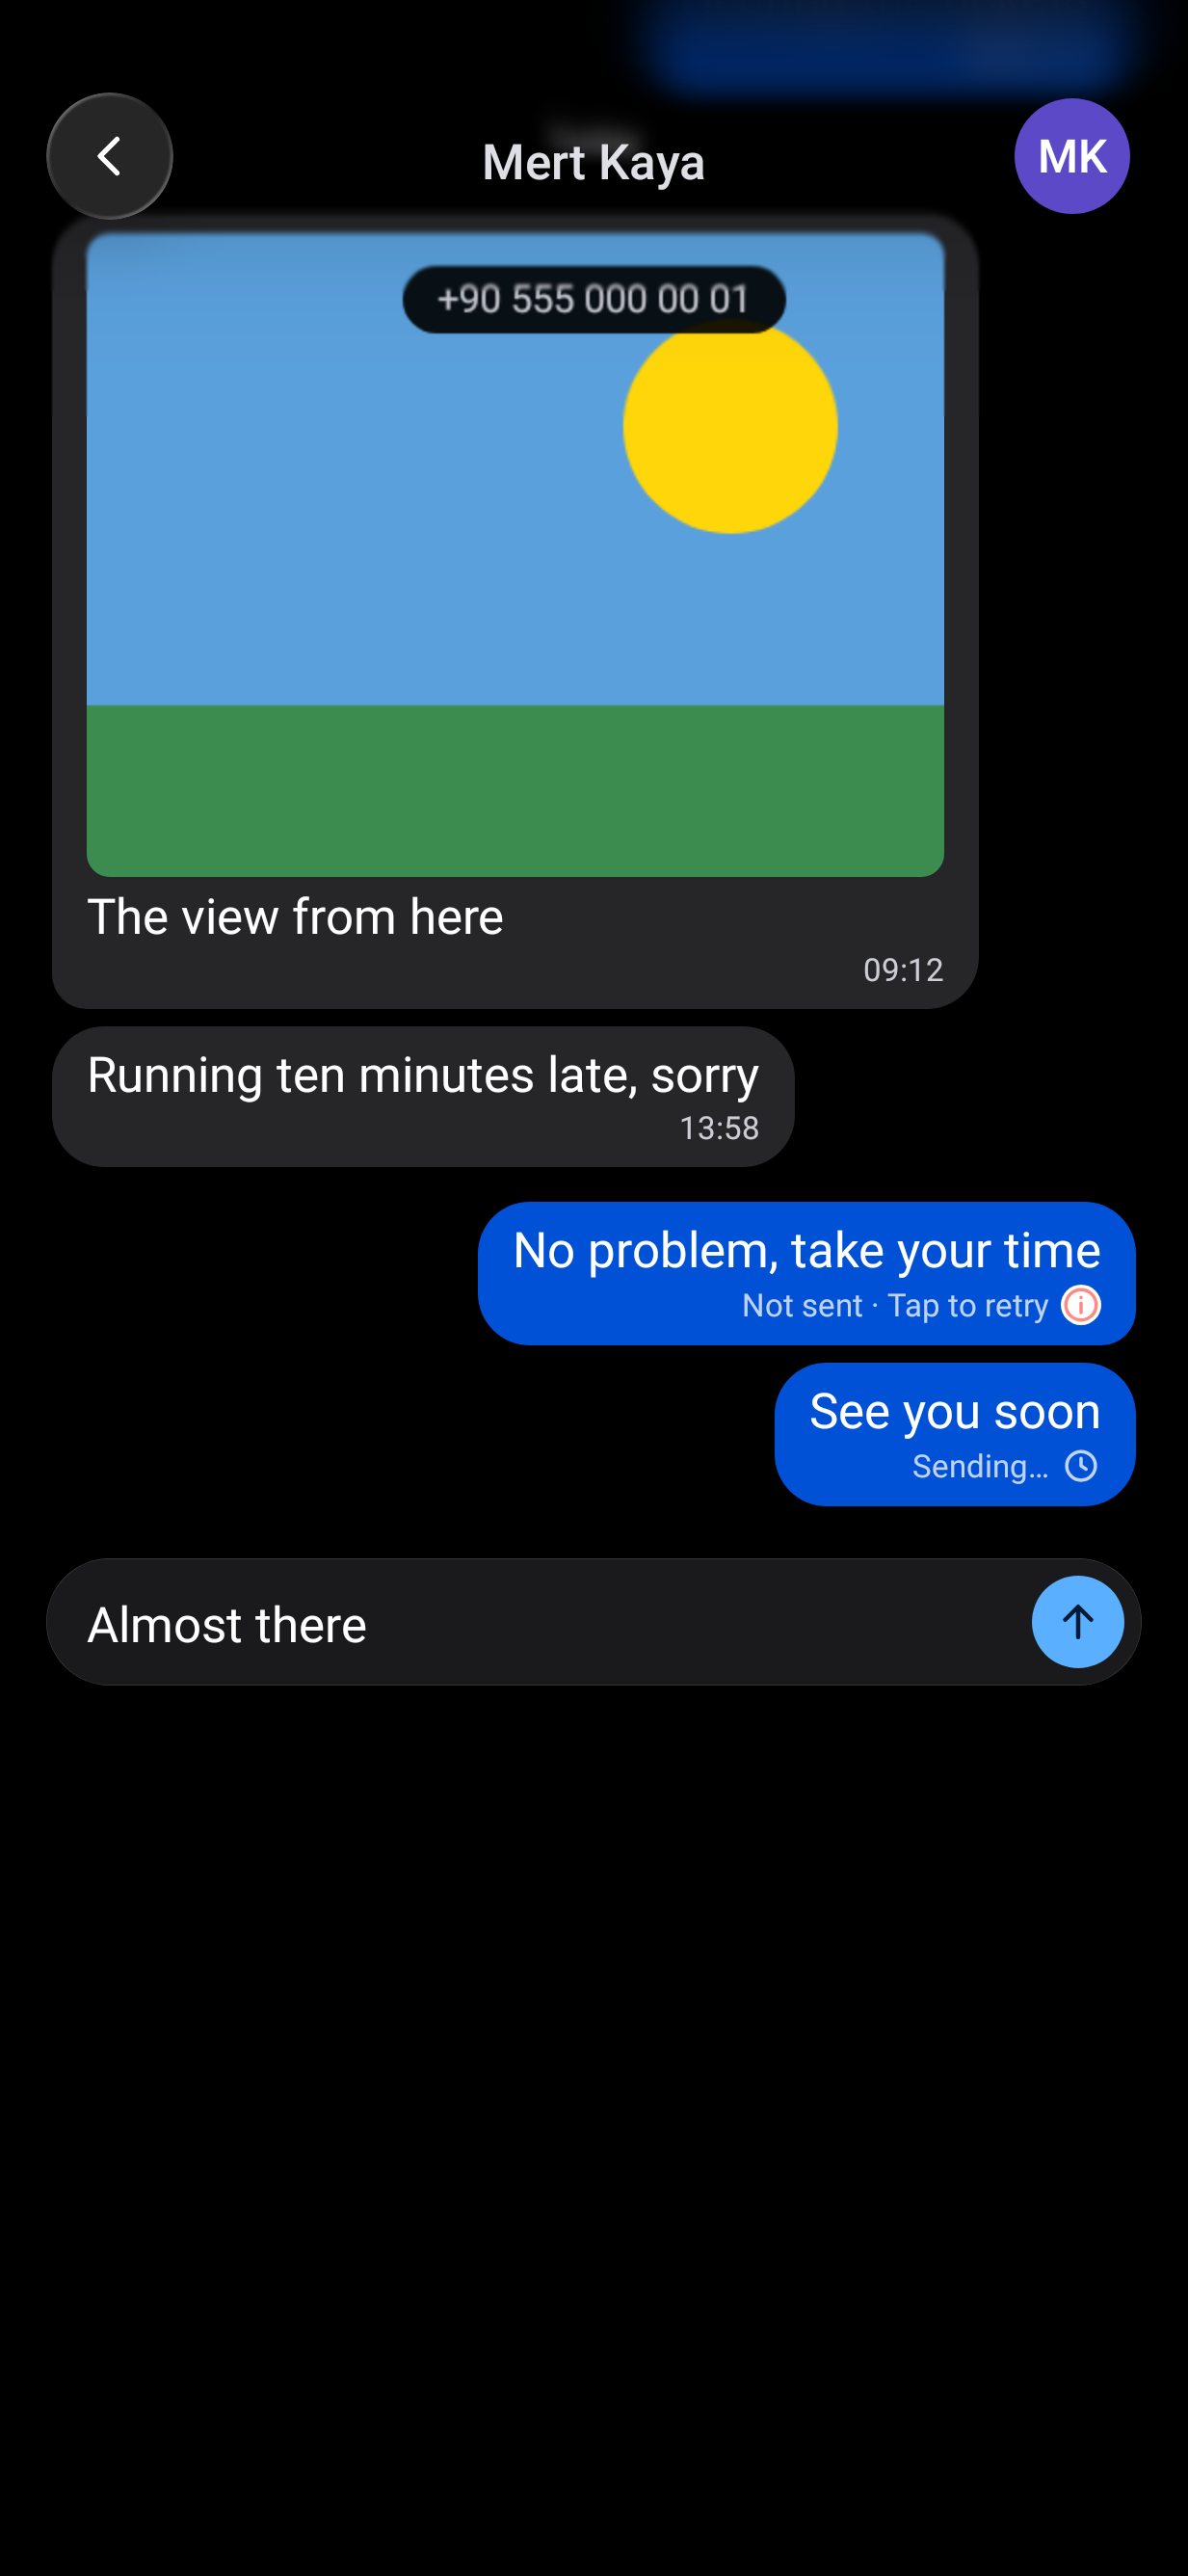 Mert Kaya
MK
+90 555 000 00 01
The view from here
09:12
Running ten minutes late, sorry
13:58
No problem, take your time
Not sent · Tap to retry
See you soon
Sending…
Almost there